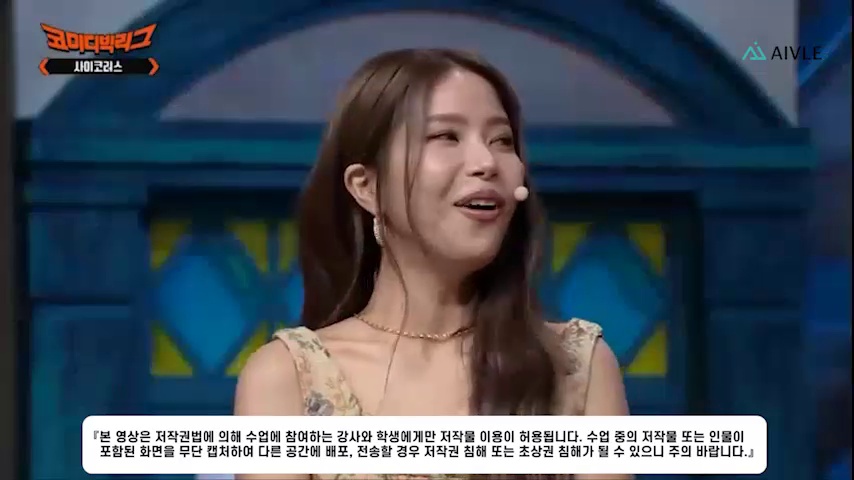 코미디빅리그
사이코러스
AIVLE
『본 영상은 저작권법에 의해 수업에 참여하는 강사와 학생에게만 저작물 이용이 허용됩니다. 수업 중의 저작물 또는 인물이
포함된 화면을 무단 캡처하여 다른 공간에 배포, 전송할 경우 저작권 침해 또는 초상권 침해가 될 수 있으니 주의 바랍니다.』